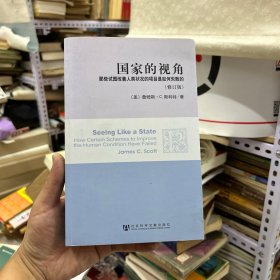 国家的视角
那些试图改善人类状况的项目是如何失败的
（修订版）
（美）詹姆斯·C.斯科特 著
Seeing Like a State
How Certain Schemes to Improve
the Human Condition Have Failed
James C. Scott
社会科学文献出版社